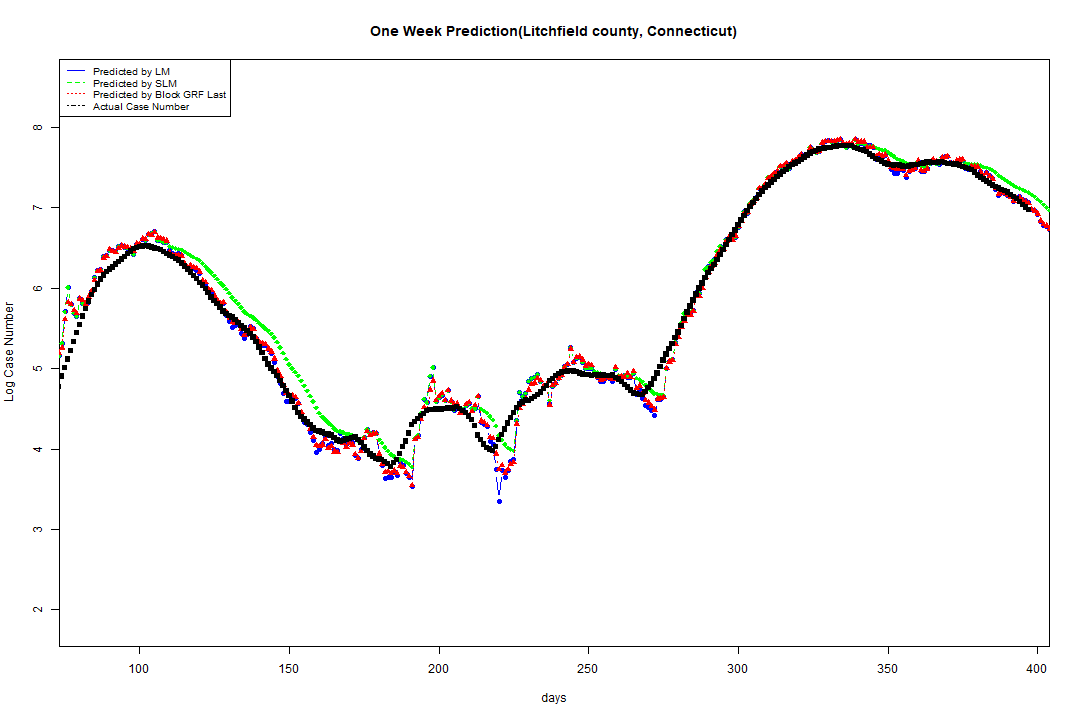 One Week Prediction(Litchfield county, Connecticut)
Predicted by LM
Predicted by SLM
Predicted by Block GRF Last
Actual Case Number
8
7
6
5
4
3
2
Log Case Number
100 150 200 250 300 350 400
days